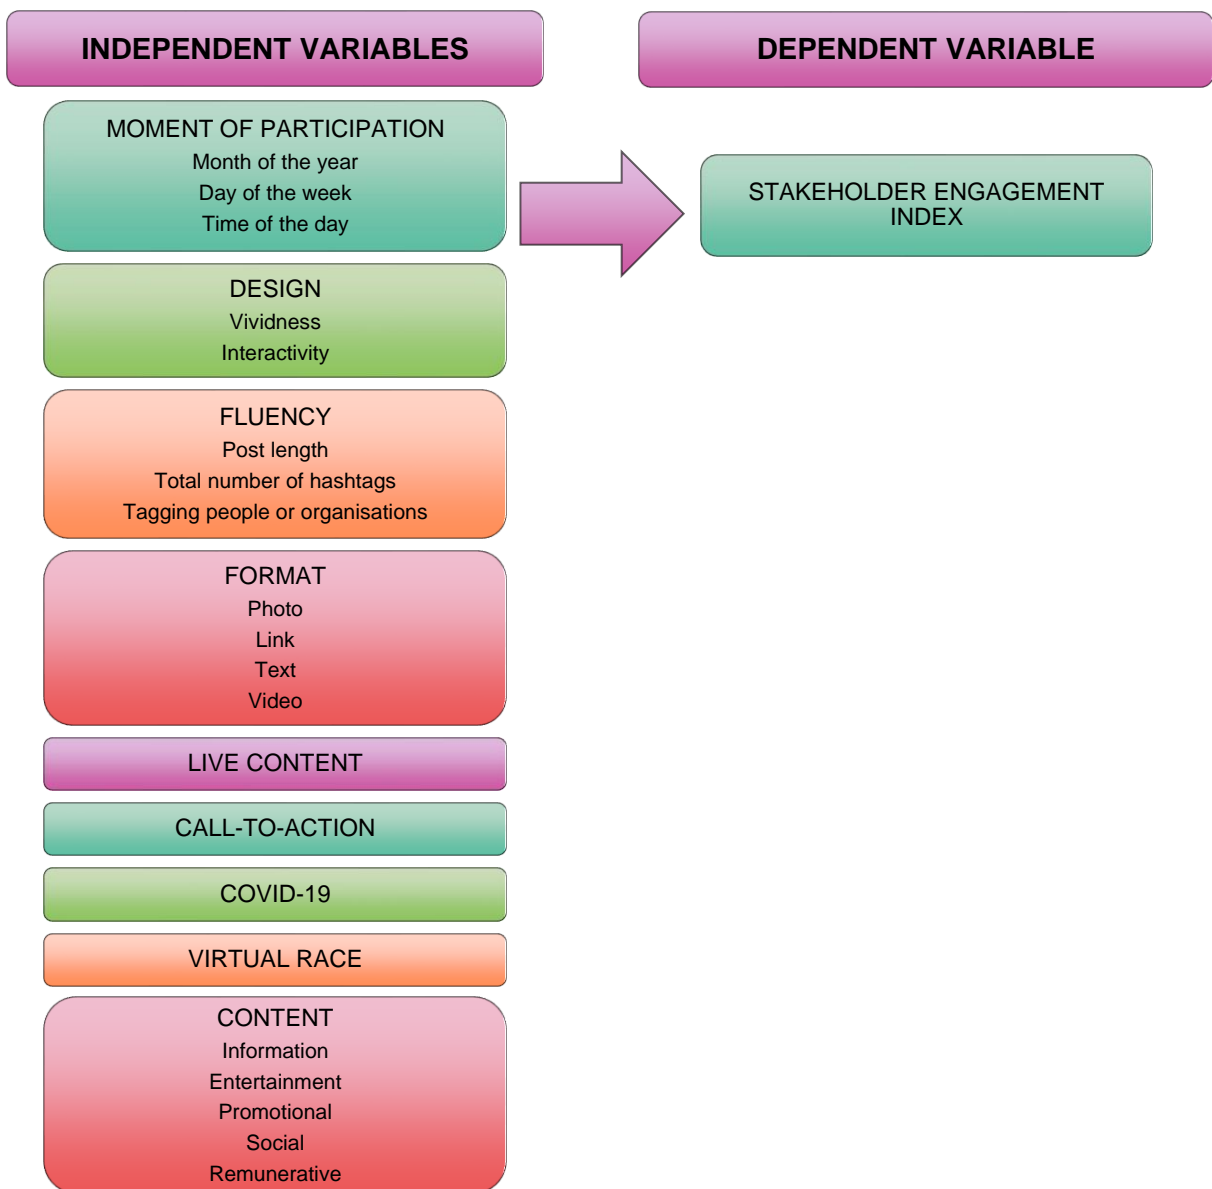 INDEPENDENT VARIABLES
MOMENT OF PARTICIPATION
Month of the year
Day of the week
Time of the day
DESIGN
Vividness
Interactivity
FLUENCY
Post length
Total number of hashtags
Tagging people or organisations
FORMAT
Photo
Link
Text
Video
LIVE CONTENT
CALL-TO-ACTION
COVID-19
VIRTUAL RACE
CONTENT
Information
Entertainment
Promotional
Social
Remunerative
DEPENDENT VARIABLE
STAKEHOLDER ENGAGEMENT
INDEX